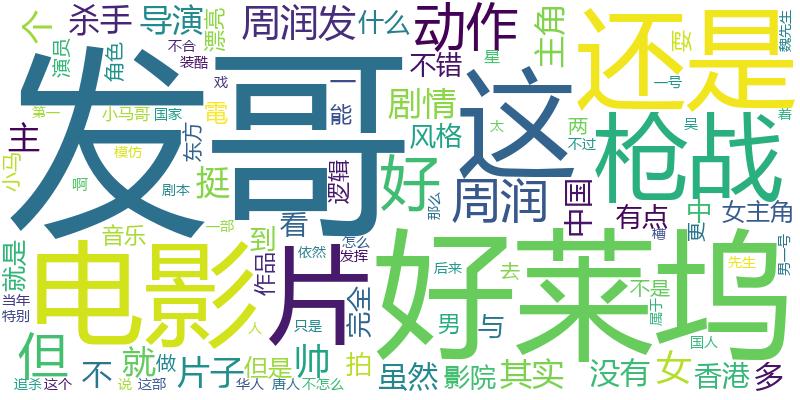 个
杀手
导演
漂亮
周润发
什么
动作
主角
还是
魏先生
演员
角色
不合
装酷
戏
星
不错
耍
一号
发哥
这
小马哥
国家
電
一
能
剧情
枪战
第一
主
东方
风格
太
两
吴
着
小马
模仿
逻辑
不过
啊
剧本
挺
好
那么
周润
中国
有点
更
中
女主角
看
一部
音乐
到
槽
就是
电影
作品
片
怎么
依然
发挥
好莱坞
后来
去
不是
先生
男一号
当年
特别
完全
属于
人
只是
男
与
国人
但
不
就
做
片子
但是
帅
拍
虽然
影院
其实
没有
女
香港
多
追杀
这个
说
这部
华人
唐人
不怎么